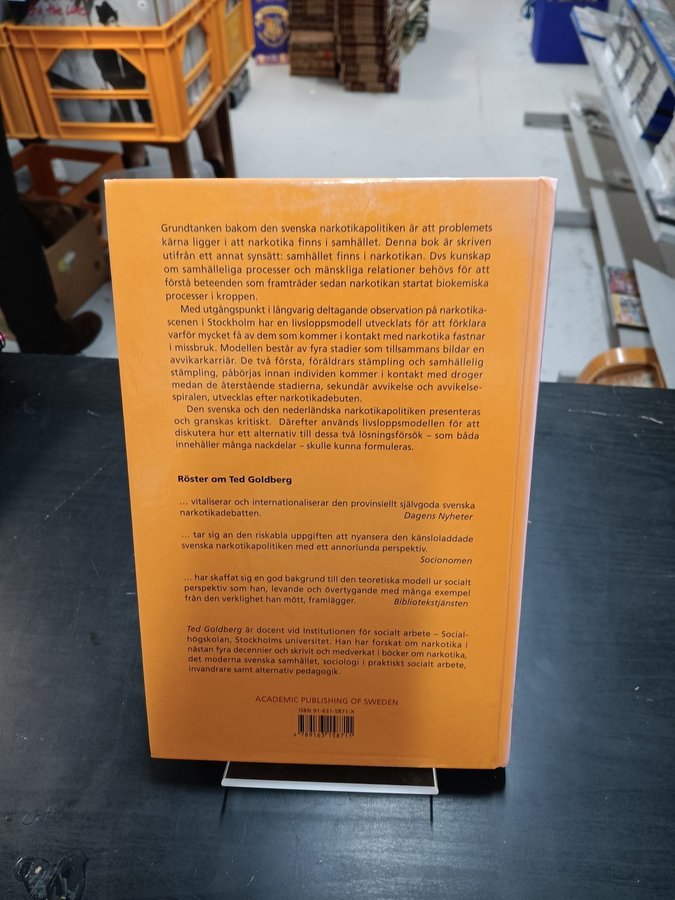 Grundtanken bakom den svenska narkotikapolitiken är att problemets
kärna ligger i att narkotika finns i samhället. Denna bok är skriven
utifrån ett annat synsätt: samhället finns i narkotikan. Dvs kunskap
om samhälleliga processer och mänskliga relationer behövs för att
förstå beteenden som framträder sedan narkotikan startat biokemiska
processer i kroppen.
Med utgångspunkt i långvarig deltagande observation på narkotika-
scenen i Stockholm har en livsloppsmodell utvecklats för att förklara
varför mycket få av dem som kommer i kontakt med narkotika fastnar
i missbruk. Modellen består av fyra stadier som tillsammans bildar en
avvikarkarriär. De två första, föräldrars stämpling och samhällelig
stämpling, påbörjas innan individen kommer i kontakt med droger
medan de återstående stadierna, sekundär avvikelse och avvikelse-
spiralen, utvecklas efter narkotikadebuten.
Den svenska och den nederländska narkotikapolitiken presenteras
och granskas kritiskt. Därefter används livsloppsmodellen för att
diskutera hur ett alternativ till dessa två lösningsförsök – som båda
innehåller många nackdelar – skulle kunna formuleras.
Röster om Ted Goldberg
... vitaliserar och internationaliserar den provinsiellt självgoda svenska
narkotikadebatten. Dagens Nyheter
... tar sig an den riskabla uppgiften att nyansera den känsloladdade
svenska narkotikapolitiken med ett annorlunda perspektiv.
Socionomen
... har skaffat sig en god bakgrund till den teoretiska modell ur socialt
perspektiv som han, levande och övertygande med många exempel
från den verklighet han mött, framlägger. Bibliotekstjänsten
Ted Goldberg är docent vid Institutionen för socialt arbete – Social-
högskolan, Stockholms universitet. Han har forskat om narkotika i
nästan fyra decennier och skrivit och medverkat i böcker om narkotika,
det moderna svenska samhället, sociologi i praktiskt socialt arbete,
invandrare samt alternativ pedagogik.
ACADEMIC PUBLISHING OF SWEDEN
ISBN 91-631-5871-X
9 789163 158711